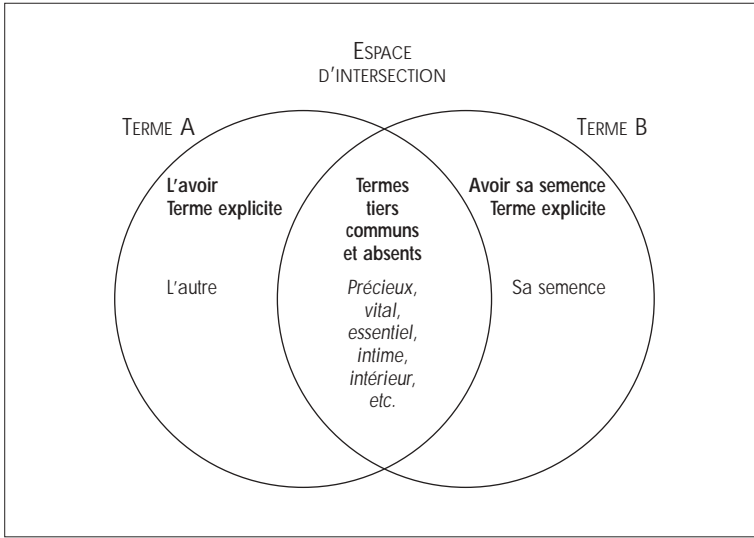 ESPACE
D'INTERSECTION
TERME A
TERME B
L'avoir
Terme explicite
L'autre
Termes
tiers
communs
et absents
Précieux,
vital,
essentiel,
intime,
intérieur,
etc.
Avoir sa semence
Terme explicite
Sa semence